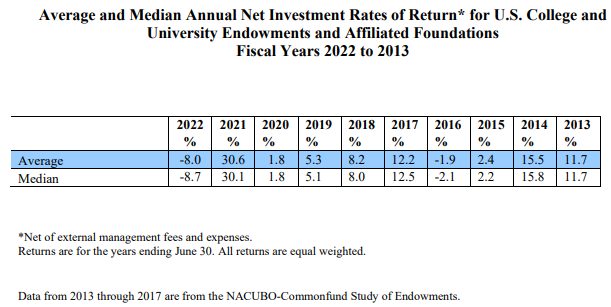 Average and Median Annual Net Investment Rates of Return* for U.S. College and
University Endowments and Affiliated Foundations
Fiscal Years 2022 to 2013
2022 2021 2020 2019 2018 2017 2016 2015 2014 2013
% % % % % % % % % %
Average -8.0 30.6 1.8 5.3 8.2 12.2 -1.9 2.4 15.5 11.7
Median -8.7 30.1 1.8 5.1 8.0 12.5 -2.1 2.2 15.8 11.7
*Net of external management fees and expenses.
Returns are for the years ending June 30. All returns are equal weighted.
Data from 2013 through 2017 are from the NACUBO-Commonfund Study of Endowments.